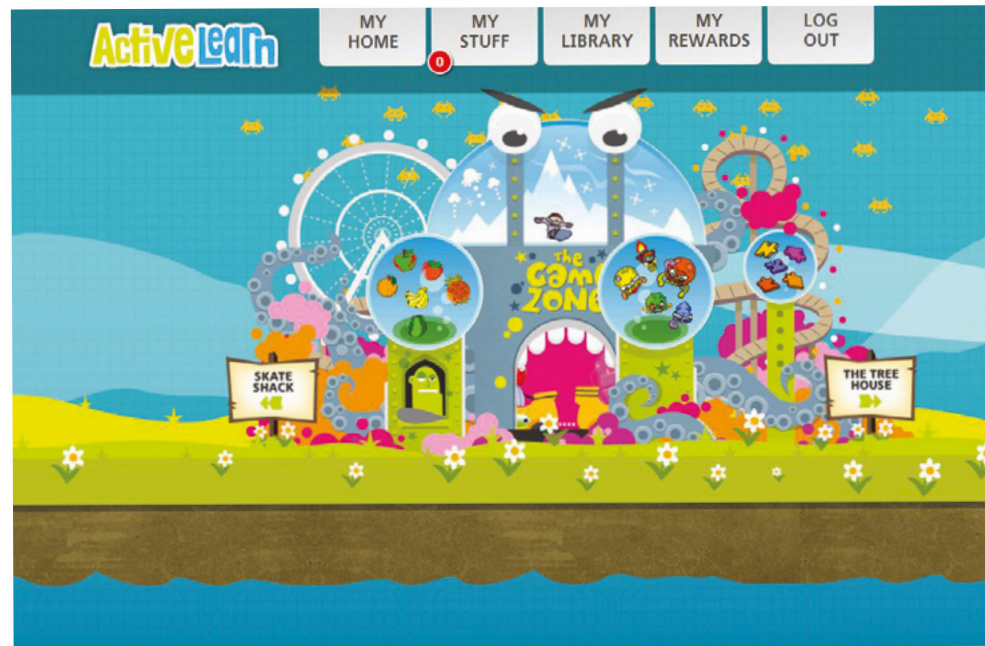 ActiveLearn
MY
HOME
MY
STUFF
MY
LIBRARY
MY
REWARDS
LOG
OUT
0
The
Game
ZONE
SKATE
SHACK
THE TREE
HOUSE